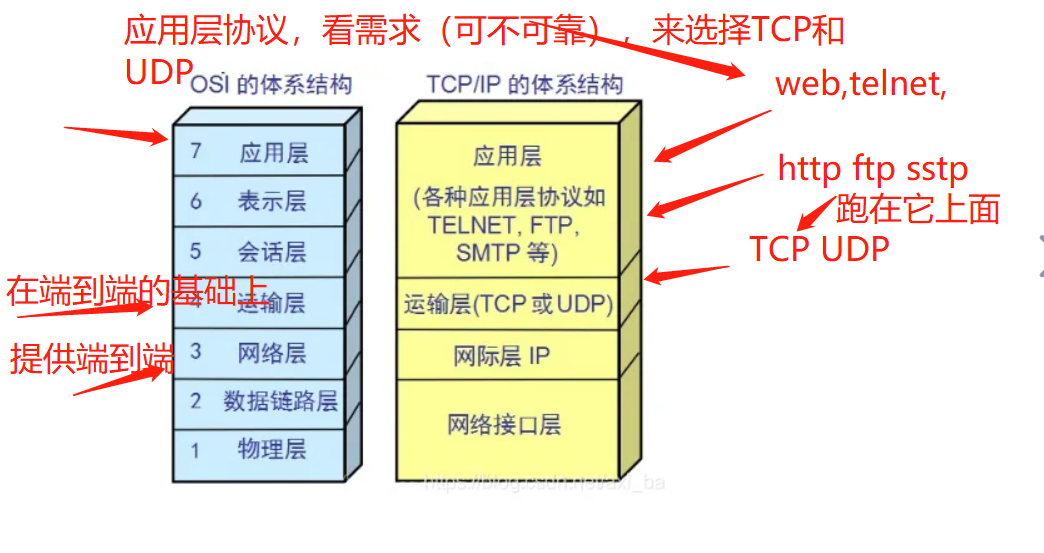 应用层协议，看需求（可不可靠），来选择TCP和
UDP
OSI 的体系结构
TCP/IP 的体系结构
web,telnet,
7 应用层
6 表示层
5 会话层
4 运输层
3 网络层
2 数据链路层
1 物理层
在端到端的基础上
提供端到端
应用层
(各种应用层协议如
TELNET, FTP,
SMTP 等)
运输层(TCP 或 UDP)
网际层 IP
网络接口层
http ftp sstp
跑在它上面
TCP UDP
https://blog.csdn.net/axi_ba